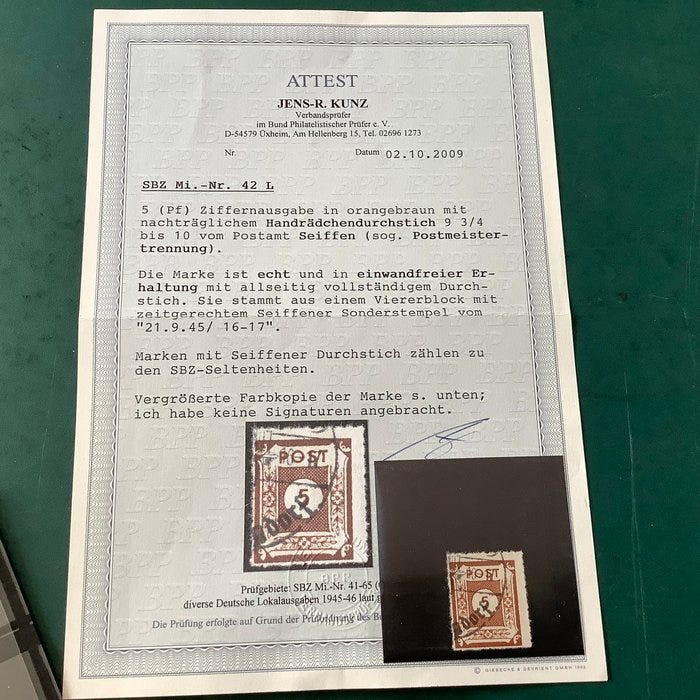 ATTEST
JENS-R. KUNZ
Verbandsprüfer
im Bund Philatelistischer Prüfer e. V.
D-54579 Üxheim, Am Hellenberg 15, Tel. 02696 1273
Nr. Datum 02.10.2009
SBZ Mi.-Nr. 42 L
5 (Pf) Ziffernausgabe in orangebraun mit
nachträglichem Handrädchendurchstich 9 3/4
bis 10 vom Postamt Seiffen (sog. Postmeister-
trennung).
Die Marke ist echt und in einwandfreier Er-
haltung mit allseitig vollständigem Durch-
stich. Sie stammt aus einem Viererblock mit
zeitgerechtem Seiffener Sonderstempel vom
"21.9.45/ 16-17".
Marken mit Seiffener Durchstich zählen zu
den SBZ-Seltenheiten.
Vergrößerte Farbkopie der Marke s. unten;
ich habe keine Signaturen angebracht.
POST
5
POST
5
Prüfgebiete: SBZ Mi.-Nr. 41-65
diverse Deutsche Lokalausgaben 1945-46 laut
Die Prüfung erfolgte auf Grund der Prüfordnung des
© GIESECKE & DEVRIENT GMBH